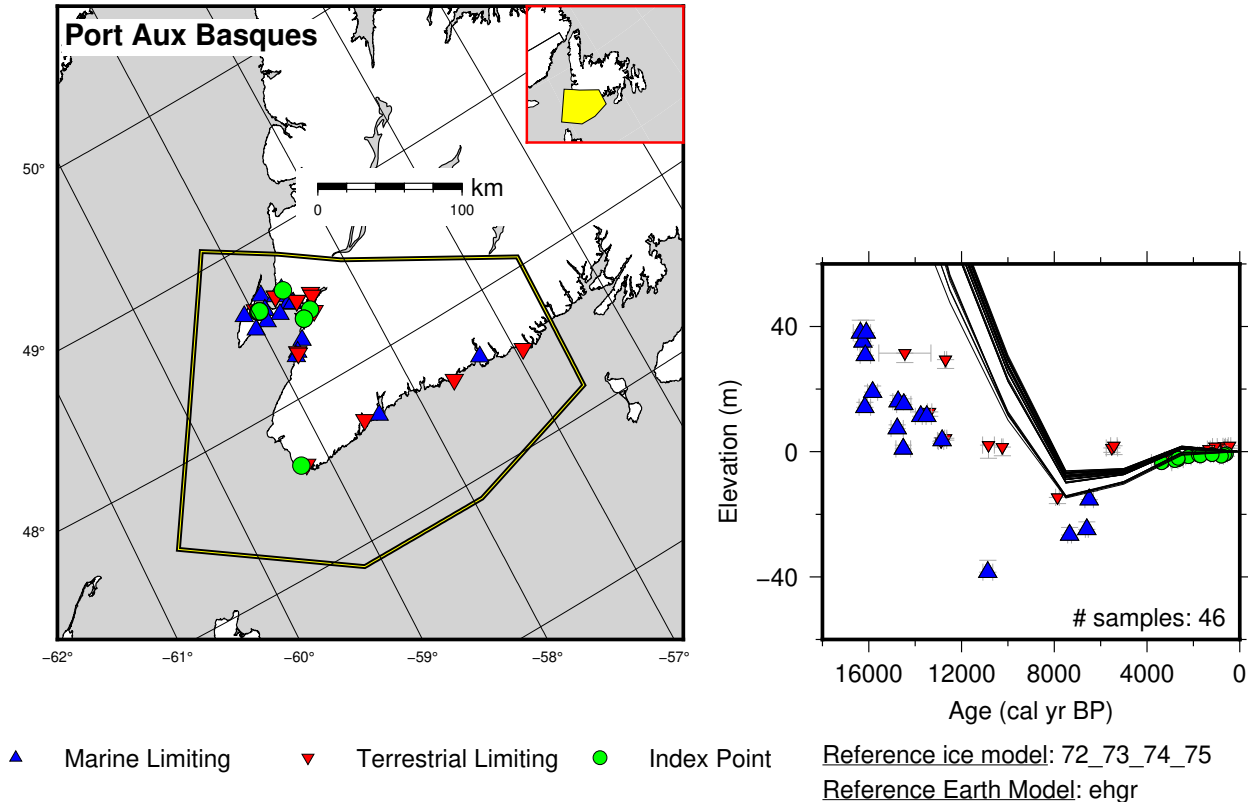 Port Aux Basques
50°
49°
48°
km
0 100
−62° −61° −60° −59° −58° −57°
Elevation (m)
40
0
−40
# samples: 46
16000 12000 8000 4000 0
Age (cal yr BP)
Marine Limiting Terrestrial Limiting Index Point
Reference ice model: 72_73_74_75
Reference Earth Model: ehgr